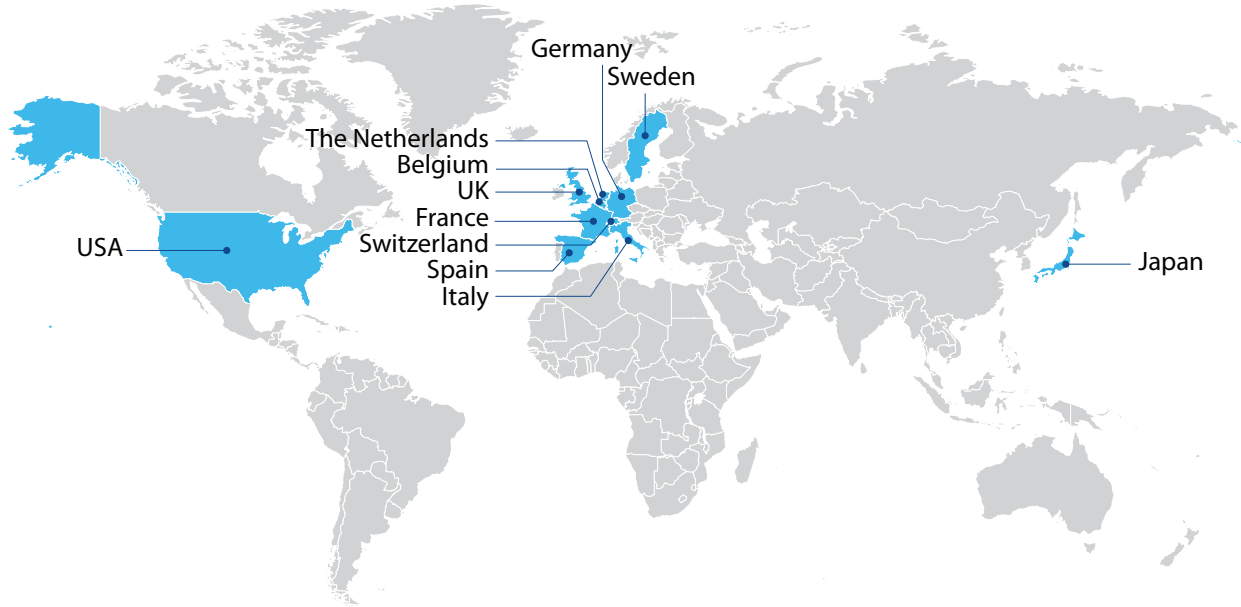 Germany
Sweden
The Netherlands
Belgium
UK
France
USA
Switzerland
Spain
Italy
Japan